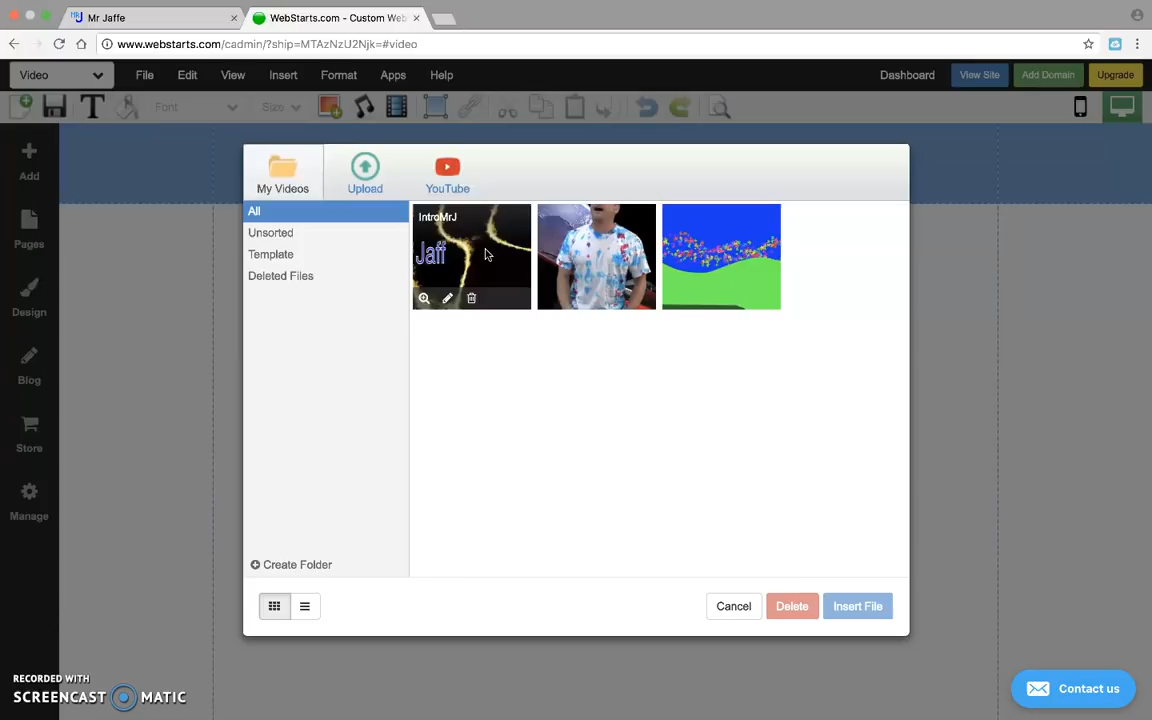 Mr Jaffe
WebStarts.com - Custom Web
www.webstarts.com/cadmin/?ship=MTAzNzU2Njk=#video
Video File Edit View Insert Format Apps Help Dashboard View Site Add Domain Upgrade
Font Size
Add
Pages
Design
Blog
Store
Manage
My Videos Upload YouTube
All
Unsorted
Template
Deleted Files
IntroMrJ
Jaff
Create Folder
Cancel Delete Insert File
RECORDED WITH
SCREENCAST MATIC
Contact us